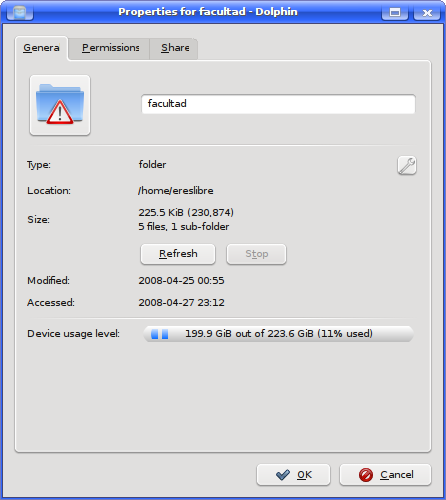 Properties for facultad - Dolphin
Genera Permissions Share
facultad
Type: folder
Location: /home/ereslibre
Size: 225.5 KiB (230,874)
5 files, 1 sub-folder
Refresh Stop
Modified: 2008-04-25 00:55
Accessed: 2008-04-27 23:12
Device usage level: 199.9 GiB out of 223.6 GiB (11% used)
OK Cancel